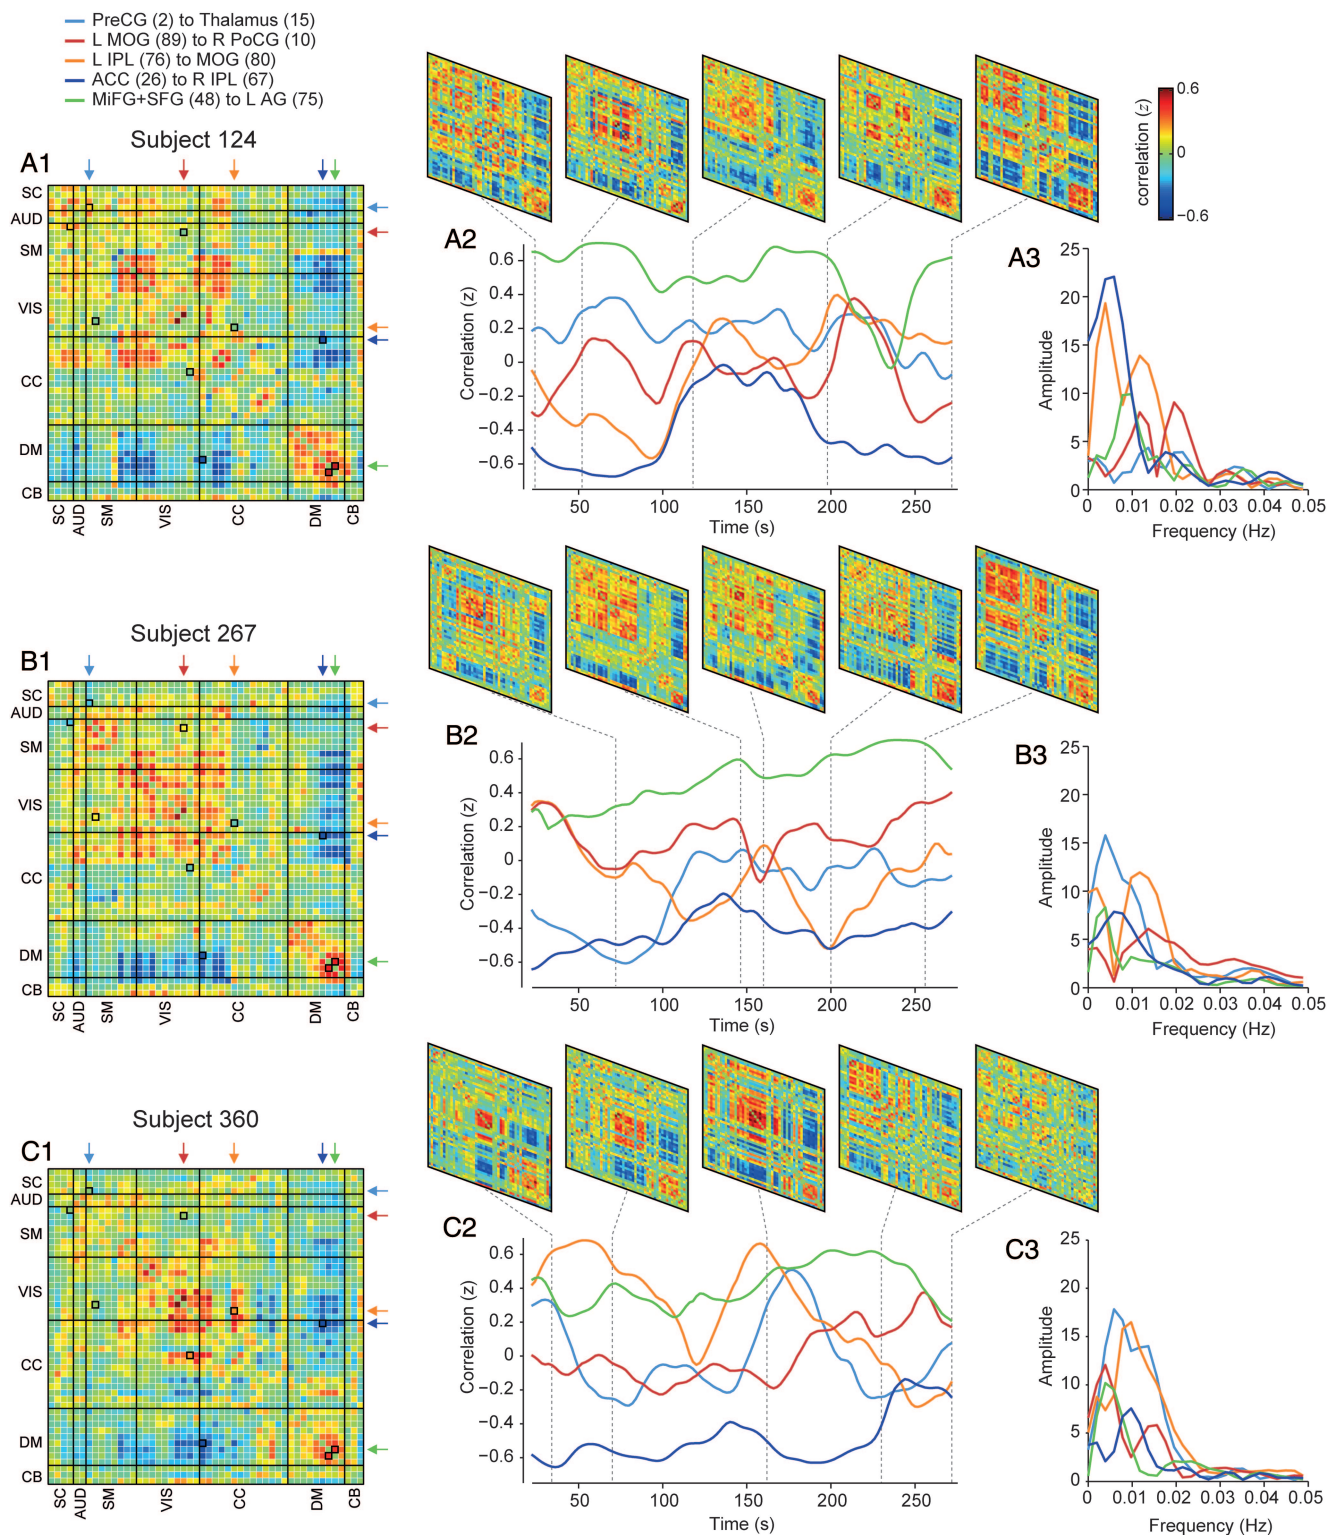 PreCG (2) to Thalamus (15)
L MOG (89) to R PoCG (10)
L IPL (76) to MOG (80)
ACC (26) to R IPL (67)
MiFG+SFG (48) to L AG (75)
0.6
0
−0.6
correlation (z)
Subject 124
A1
SC
AUD
SM
VIS
CC
DM
CB
SC
AUD
SM
VIS
CC
DM
CB
A2
Correlation (z)
0.6
0.4
0.2
0
−0.2
−0.4
−0.6
50
100
150
200
250
Time (s)
A3
Amplitude
25
20
15
10
5
0
0
0.01
0.02
0.03
0.04
0.05
Frequency (Hz)
Subject 267
B1
SC
AUD
SM
VIS
CC
DM
CB
SC
AUD
SM
VIS
CC
DM
CB
B2
Correlation (z)
0.6
0.4
0.2
0
−0.2
−0.4
−0.6
50
100
150
200
250
Time (s)
B3
Amplitude
25
20
15
10
5
0
0
0.01
0.02
0.03
0.04
0.05
Frequency (Hz)
Subject 360
C1
SC
AUD
SM
VIS
CC
DM
CB
SC
AUD
SM
VIS
CC
DM
CB
C2
Correlation (z)
0.6
0.4
0.2
0
−0.2
−0.4
−0.6
50
100
150
200
250
Time (s)
C3
Amplitude
25
20
15
10
5
0
0
0.01
0.02
0.03
0.04
0.05
Frequency (Hz)